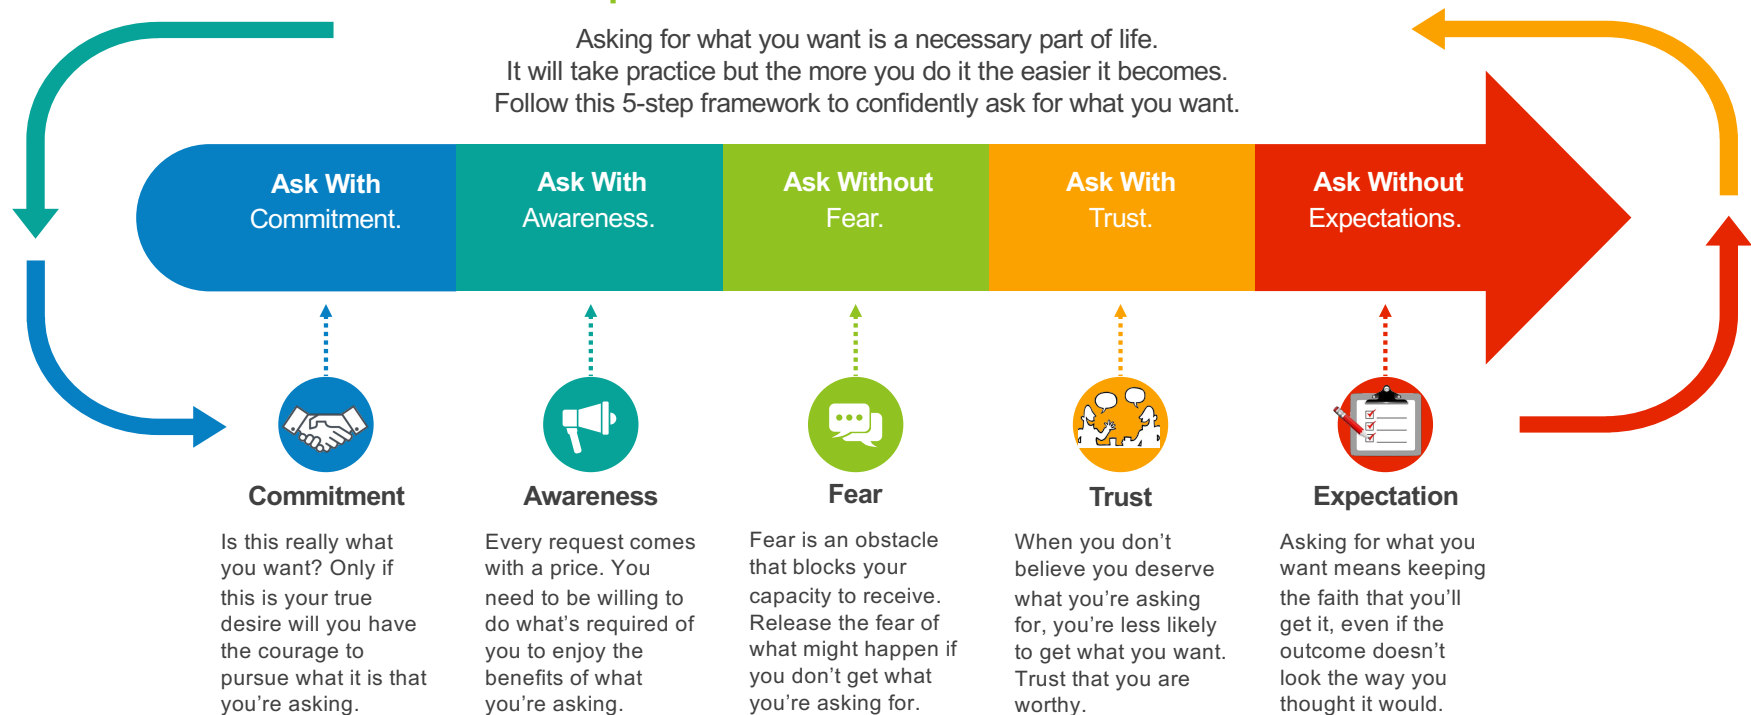 Asking for what you want is a necessary part of life.
It will take practice but the more you do it the easier it becomes.
Follow this 5-step framework to confidently ask for what you want.
Ask With
Commitment.
Ask With
Awareness.
Ask Without
Fear.
Ask With
Trust.
Ask Without
Expectations.
Commitment
Is this really what
you want? Only if
this is your true
desire will you have
the courage to
pursue what it is that
you’re asking.
Awareness
Every request comes
with a price. You
need to be willing to
do what’s required of
you to enjoy the
benefits of what
you’re asking.
Fear
Fear is an obstacle
that blocks your
capacity to receive.
Release the fear of
what might happen if
you don’t get what
you’re asking for.
Trust
When you don’t
believe you deserve
what you’re asking
for, you’re less likely
to get what you want.
Trust that you are
worthy.
Expectation
Asking for what you
want means keeping
the faith that you’ll
get it, even if the
outcome doesn’t
look the way you
thought it would.